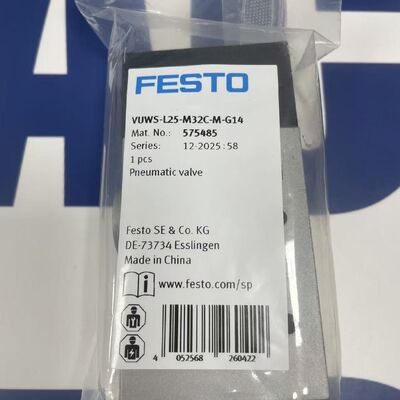 FESTO
VUWS-L25-M32C-M-G14
Mat. No.: 575485
Series: 12-2025:58
1 pcs
Pneumatic valve
Festo SE & Co. KG
DE-73734 Esslingen
Made in China
www.festo.com/sp
4 052568 260422